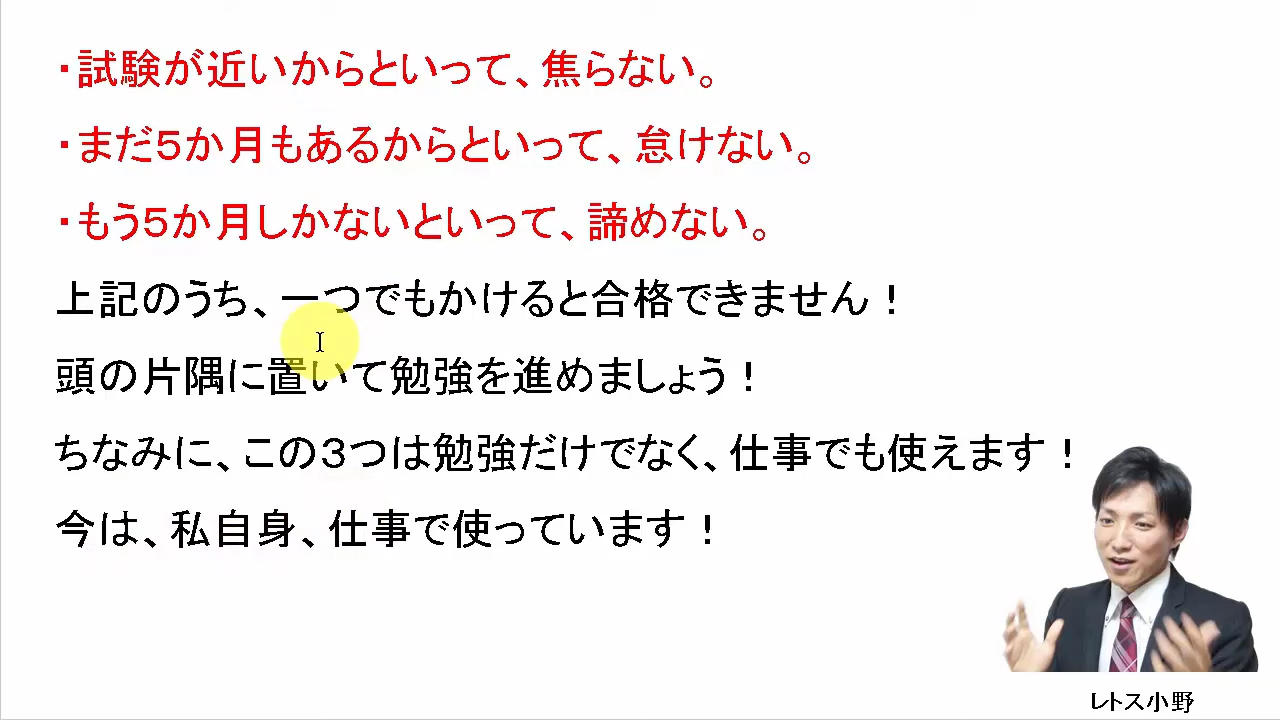 ・試験が近いからといって、焦らない。
・まだ５か月もあるからといって、怠けない。
・もう５か月しかないといって、諦めない。
上記のうち、一つでもかけると合格できません！
頭の片隅に置いて勉強を進めましょう！
ちなみに、この３つは勉強だけでなく、仕事でも使えます！
今は、私自身、仕事で使っています！
レトス小野